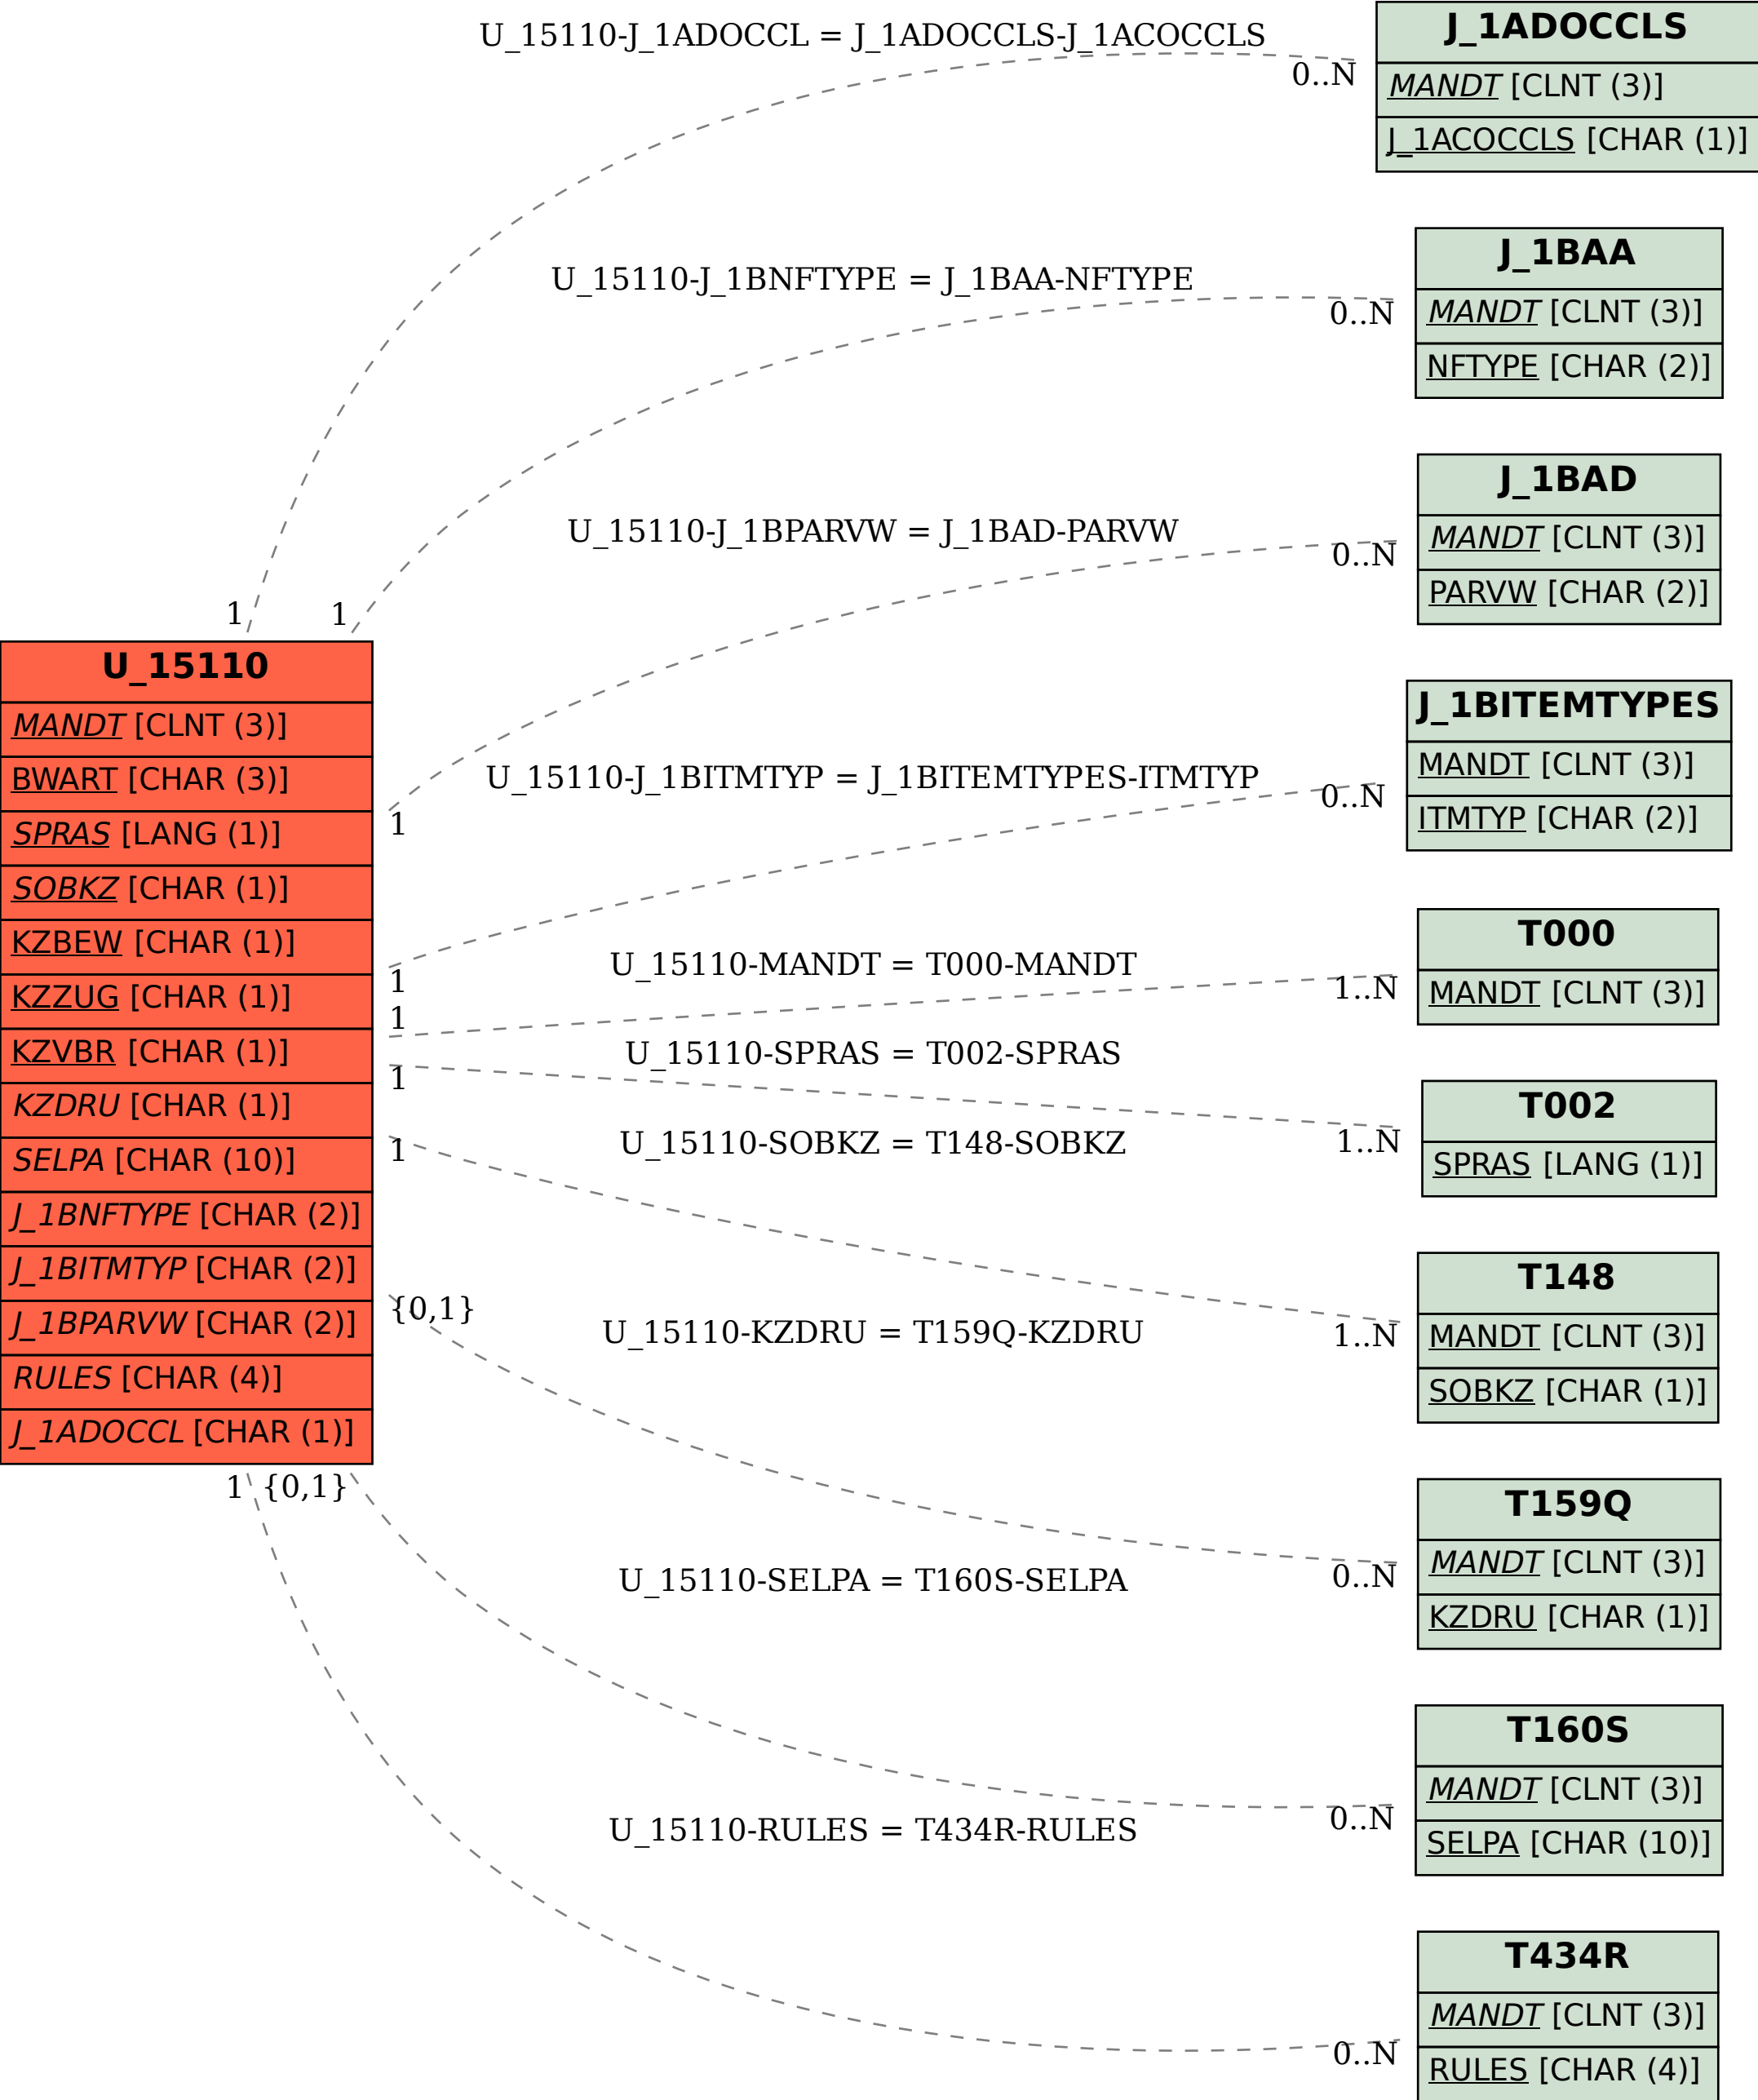 U_15110-J_1ADOCCL = J_1ADOCCLS-J_1ACOCCLS
0..N
J_1ADOCCLS
MANDT [CLNT (3)]
J_1ACOCCLS [CHAR (1)]
U_15110-J_1BNFTYPE = J_1BAA-NFTYPE
0..N
J_1BAA
MANDT [CLNT (3)]
NFTYPE [CHAR (2)]
U_15110-J_1BPARVW = J_1BAD-PARVW
0..N
J_1BAD
MANDT [CLNT (3)]
PARVW [CHAR (2)]
1
1
U_15110
MANDT [CLNT (3)]
BWART [CHAR (3)]
SPRAS [LANG (1)]
SOBKZ [CHAR (1)]
KZBEW [CHAR (1)]
KZZUG [CHAR (1)]
KZVBR [CHAR (1)]
KZDRU [CHAR (1)]
SELPA [CHAR (10)]
J_1BNFTYPE [CHAR (2)]
J_1BITMTYP [CHAR (2)]
J_1BPARVW [CHAR (2)]
RULES [CHAR (4)]
J_1ADOCCL [CHAR (1)]
1
U_15110-J_1BITMTYP = J_1BITEMTYPES-ITMTYP
0..N
J_1BITEMTYPES
MANDT [CLNT (3)]
ITMTYP [CHAR (2)]
1
U_15110-MANDT = T000-MANDT
1..N
T000
MANDT [CLNT (3)]
1
U_15110-SPRAS = T002-SPRAS
1
1..N
T002
SPRAS [LANG (1)]
U_15110-SOBKZ = T148-SOBKZ
1
1..N
T148
MANDT [CLNT (3)]
SOBKZ [CHAR (1)]
{0,1}
U_15110-KZDRU = T159Q-KZDRU
0..N
T159Q
MANDT [CLNT (3)]
KZDRU [CHAR (1)]
1
{0,1}
U_15110-SELPA = T160S-SELPA
0..N
T160S
MANDT [CLNT (3)]
SELPA [CHAR (10)]
U_15110-RULES = T434R-RULES
0..N
T434R
MANDT [CLNT (3)]
RULES [CHAR (4)]